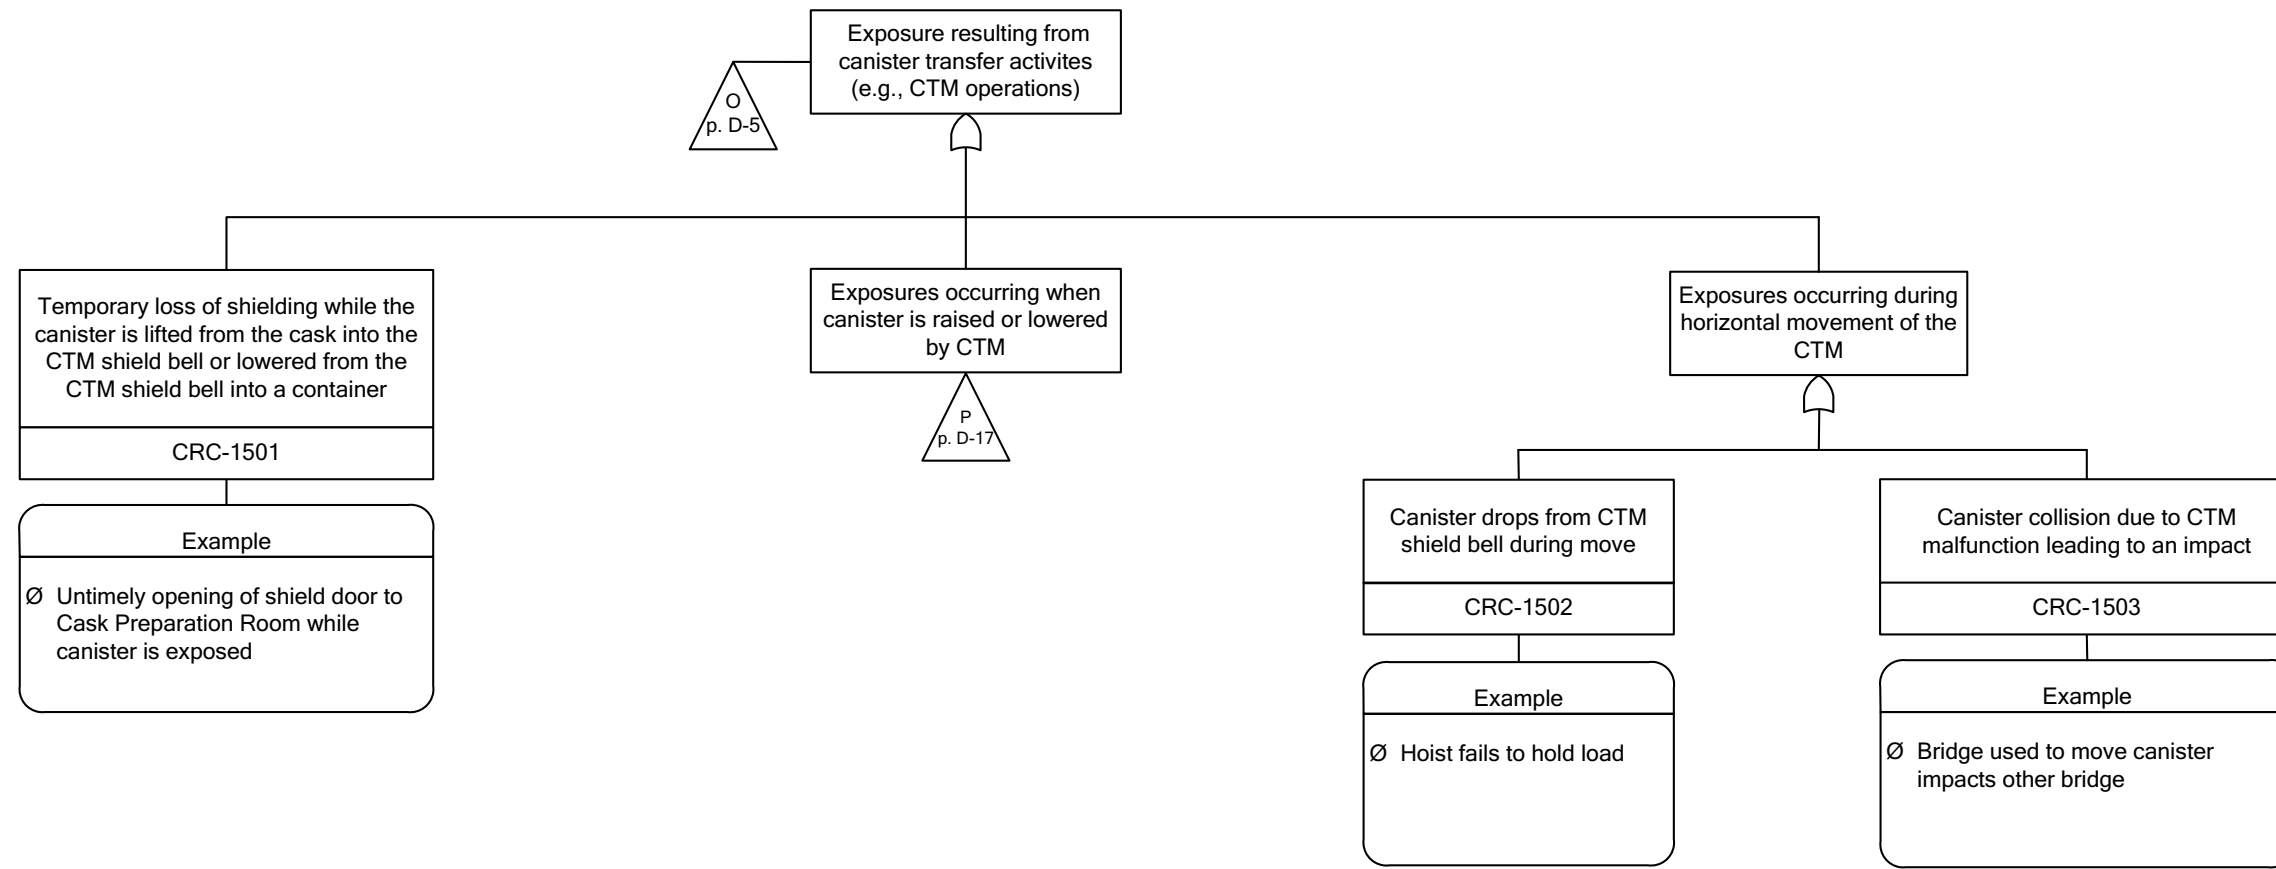 Exposure resulting from
canister transfer activites
(e.g., CTM operations)
O
p. D-5
Temporary loss of shielding while the
canister is lifted from the cask into the
CTM shield bell or lowered from the
CTM shield bell into a container
CRC-1501
Example
Ø Untimely opening of shield door to
Cask Preparation Room while
canister is exposed
Exposures occurring when
canister is raised or lowered
by CTM
P
p. D-17
Exposures occurring during
horizontal movement of the
CTM
Canister drops from CTM
shield bell during move
CRC-1502
Example
Ø Hoist fails to hold load
Canister collision due to CTM
malfunction leading to an impact
CRC-1503
Example
Ø Bridge used to move canister
impacts other bridge